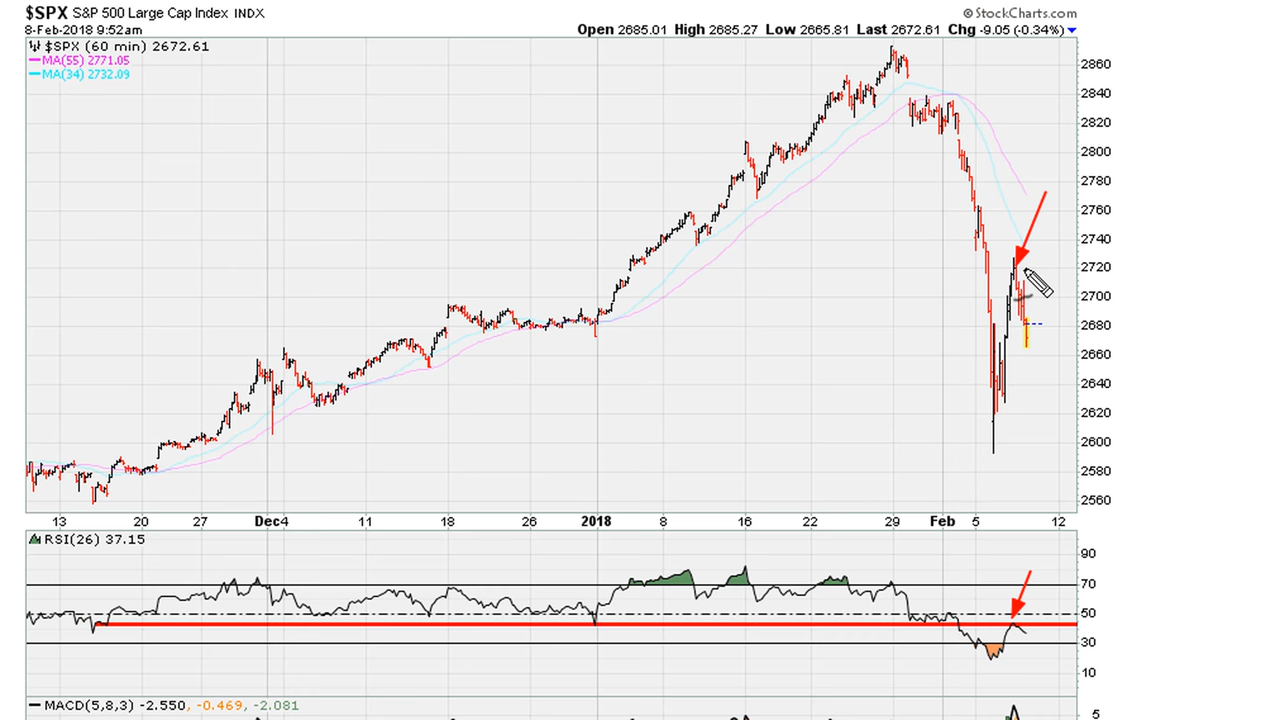 $SPX S&P 500 Large Cap Index INDX
© StockCharts.com
8-Feb-2018 9:52am
Open 2685.01 High 2685.27 Low 2665.81 Last 2672.61 Chg -9.05 (-0.34%)
$SPX (60 min) 2672.61
MA(55) 2771.05
MA(34) 2732.09
2860
2840
2820
2800
2780
2760
2740
2720
2700
2680
2660
2640
2620
2600
2580
2560
13 20 27 Dec4 11 18 26 2018 8 16 22 29 Feb 5 12
RSI(26) 37.15
90
70
50
30
10
MACD(5,8,3) -2.550, -0.469, -2.081
5